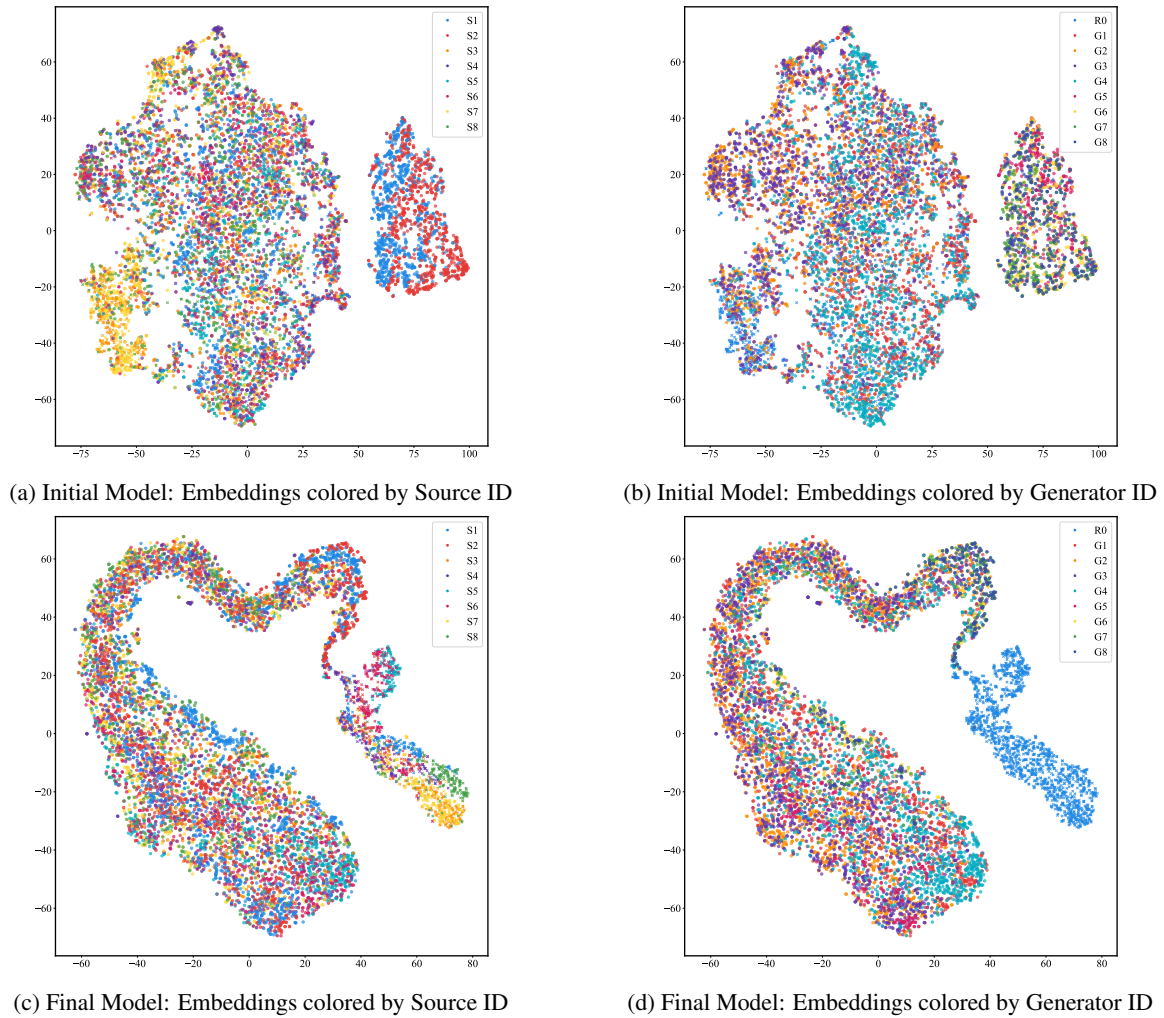 S1
S2
S3
S4
S5
S6
S7
S8
60
40
20
0
−20
−40
−60
−75 −50 −25 0 25 50 75 100
R0
G1
G2
G3
G4
G5
G6
G7
G8
60
40
20
0
−20
−40
−60
−75 −50 −25 0 25 50 75 100
(a) Initial Model: Embeddings colored by Source ID
(b) Initial Model: Embeddings colored by Generator ID
S1
S2
S3
S4
S5
S6
S7
S8
60
40
20
0
−20
−40
−60
−60 −40 −20 0 20 40 60 80
R0
G1
G2
G3
G4
G5
G6
G7
G8
60
40
20
0
−20
−40
−60
−60 −40 −20 0 20 40 60 80
(c) Final Model: Embeddings colored by Source ID
(d) Final Model: Embeddings colored by Generator ID